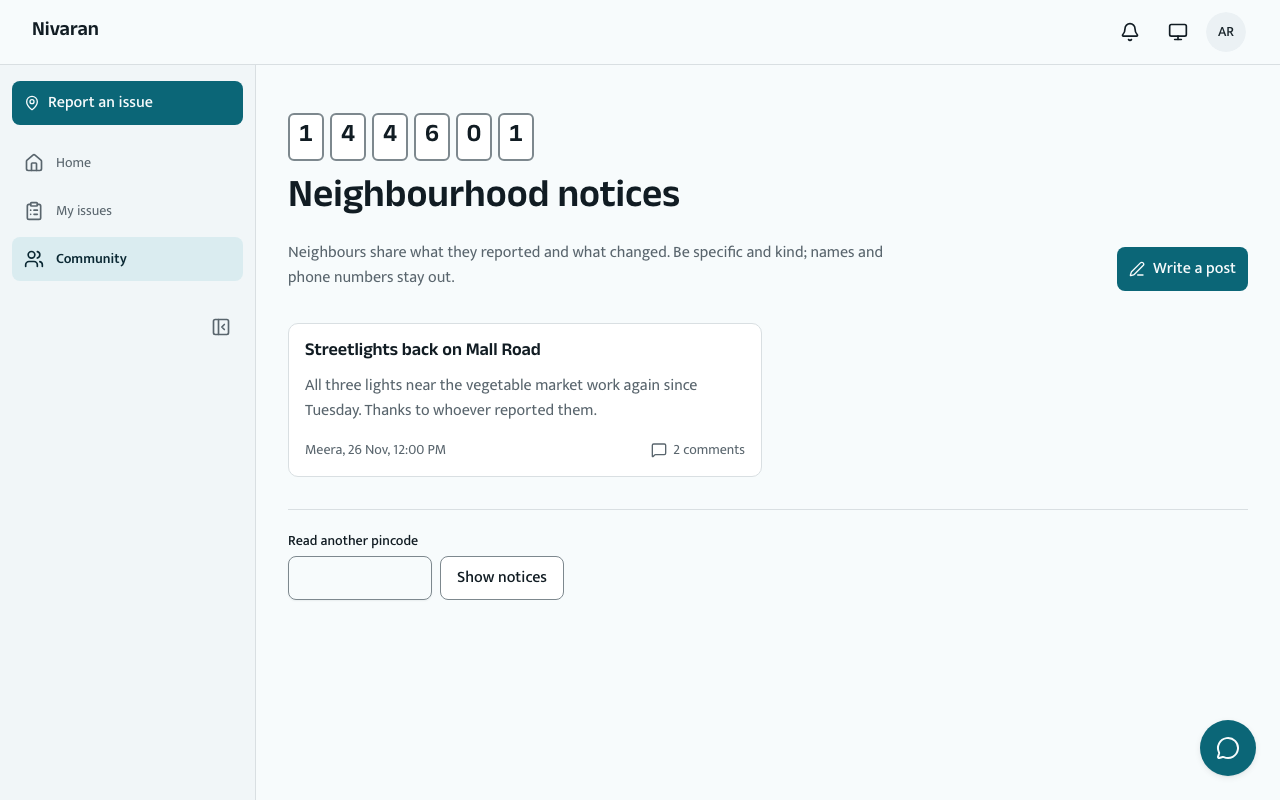 Nivaran
AR
Report an issue
Home
My issues
Community
1 4 4 6 0 1
Neighbourhood notices
Neighbours share what they reported and what changed. Be specific and kind; names and
phone numbers stay out.
Write a post
Streetlights back on Mall Road
All three lights near the vegetable market work again since
Tuesday. Thanks to whoever reported them.
Meera, 26 Nov, 12:00 PM
2 comments
Read another pincode
Show notices